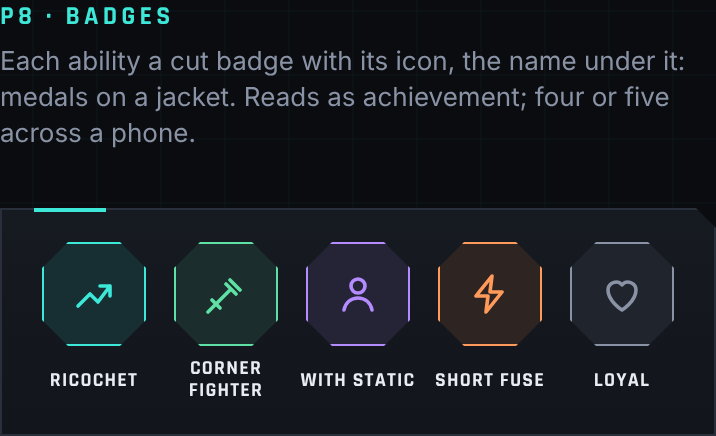 P8 · BADGES
Each ability a cut badge with its icon, the name under it:
medals on a jacket. Reads as achievement; four or five
across a phone.
RICOCHET
CORNER
FIGHTER
WITH STATIC
SHORT FUSE
LOYAL